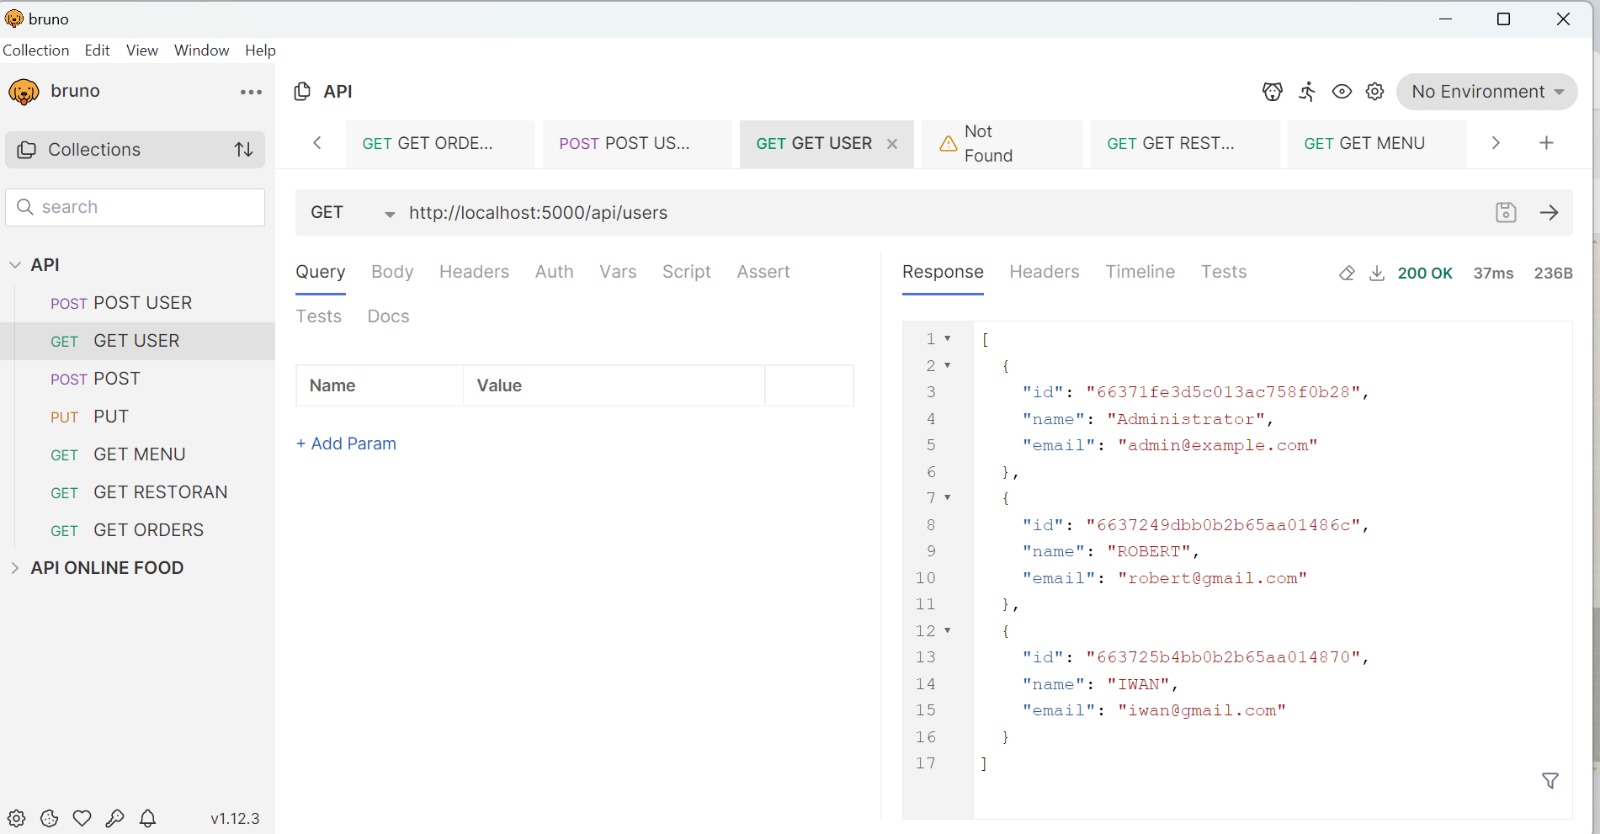 bruno
Collection Edit View Window Help
bruno
API
No Environment
Collections
GET GET ORDE...
POST POST US...
GET GET USER
Not Found
GET GET REST...
GET GET MENU
search
GET http://localhost:5000/api/users
API
POST POST USER
GET GET USER
POST POST
PUT PUT
GET GET MENU
GET GET RESTORAN
GET GET ORDERS
API ONLINE FOOD
Query Body Headers Auth Vars Script Assert
Tests Docs
Name Value
+ Add Param
Response Headers Timeline Tests 200 OK 37ms 236B
1 [
2 {
3 "id": "66371fe3d5c013ac758f0b28",
4 "name": "Administrator",
5 "email": "admin@example.com"
6 },
7 {
8 "id": "6637249dbb0b2b65aa01486c",
9 "name": "ROBERT",
10 "email": "robert@gmail.com"
11 },
12 {
13 "id": "663725b4bb0b2b65aa014870",
14 "name": "IWAN",
15 "email": "iwan@gmail.com"
16 }
17 ]
v1.12.3